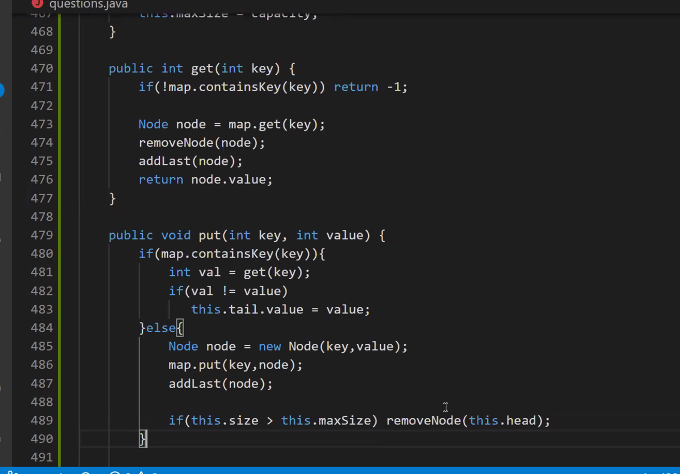 questions.java
467 this.maxSize = capacity;
468 }
469
470 public int get(int key) {
471 if(!map.containsKey(key)) return -1;
472
473 Node node = map.get(key);
474 removeNode(node);
475 addLast(node);
476 return node.value;
477 }
478
479 public void put(int key, int value) {
480 if(map.containsKey(key)){
481 int val = get(key);
482 if(val != value)
483 this.tail.value = value;
484 }else{
485 Node node = new Node(key,value);
486 map.put(key,node);
487 addLast(node);
488
489 if(this.size > this.maxSize) removeNode(this.head);
490 }
491